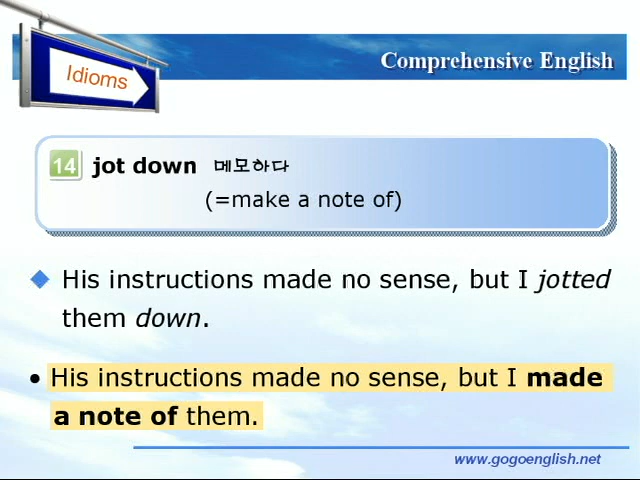 Idioms
Comprehensive English
14 jot down 메모하다
(=make a note of)
His instructions made no sense, but I jotted
them down.
• His instructions made no sense, but I made
a note of them.
www.gogoenglish.net